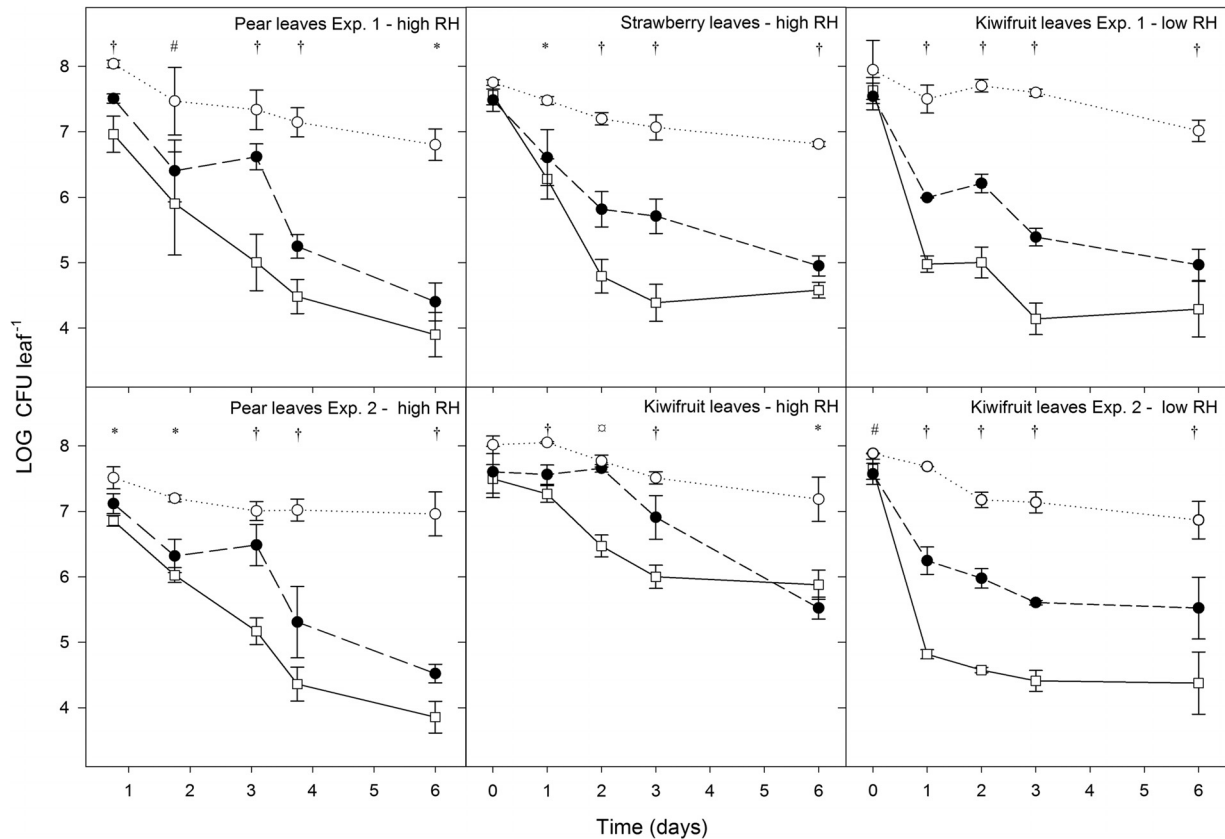 Pear leaves Exp. 1 - high RH
† # † † *
Strawberry leaves - high RH
* † † †
Kiwifruit leaves Exp. 1 - low RH
† † † †
8
7
6
5
4
Pear leaves Exp. 2 - high RH
* * † † †
Kiwifruit leaves - high RH
† ¤ † *
Kiwifruit leaves Exp. 2 - low RH
# † † † †
8
7
6
5
4
LOG CFU leaf⁻¹
1 2 3 4 5 6
0 1 2 3 4 5 6
0 1 2 3 4 5 6
Time (days)